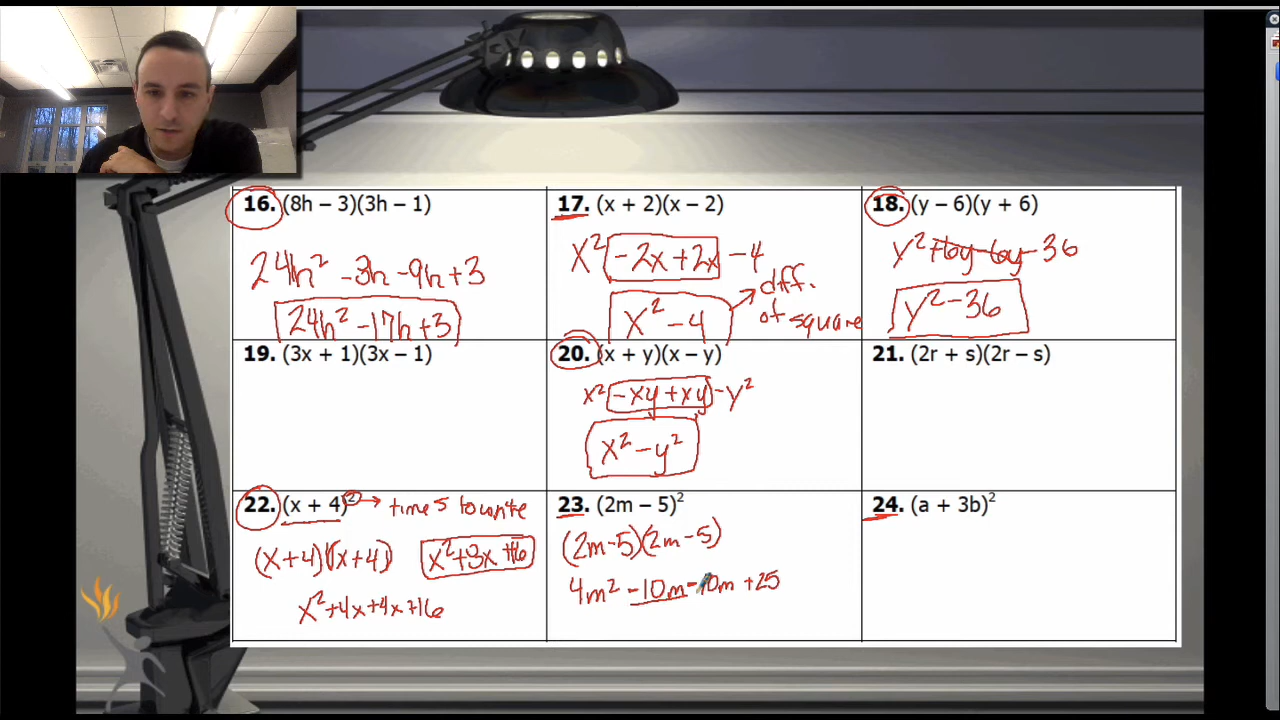 16. (8h – 3)(3h – 1)
24h² - 8h - 9h + 3
24h² - 17h + 3
17. (x + 2)(x – 2)
x² - 2x + 2x - 4
x² - 4
diff.
of square
18. (y – 6)(y + 6)
y² + 6y - 6y - 36
y² - 36
19. (3x + 1)(3x – 1)
20. (x + y)(x – y)
x² - xy + xy - y²
x² - y²
21. (2r + s)(2r – s)
22. (x + 4)² → times to write
(x+4)(x+4) x²+8x+16
x²+4x+4x+16
23. (2m – 5)²
(2m-5)(2m-5)
4m² - 10m - 10m + 25
24. (a + 3b)²